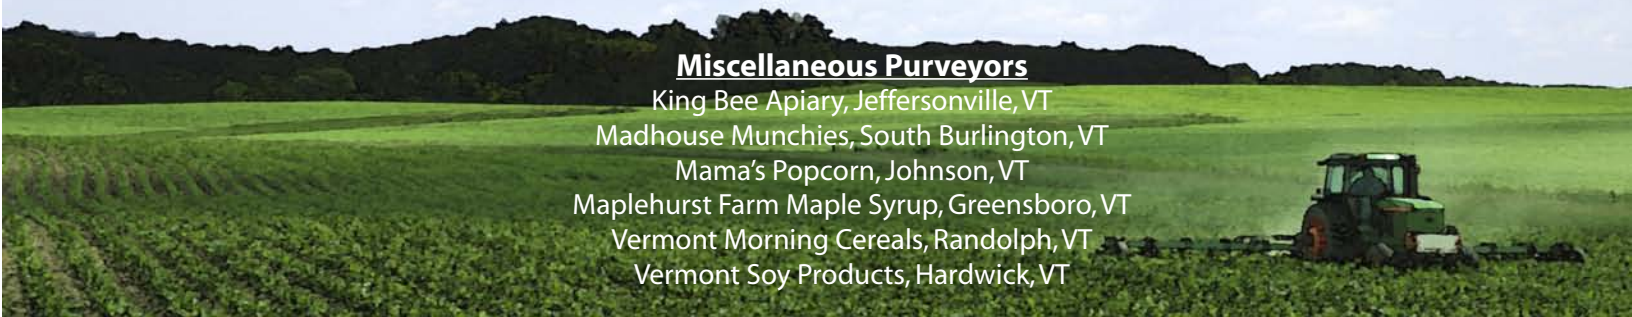 Miscellaneous Purveyors
King Bee Apiary, Jeffersonville, VT
Madhouse Munchies, South Burlington, VT
Mama’s Popcorn, Johnson, VT
Maplehurst Farm Maple Syrup, Greensboro, VT
Vermont Morning Cereals, Randolph, VT
Vermont Soy Products, Hardwick, VT